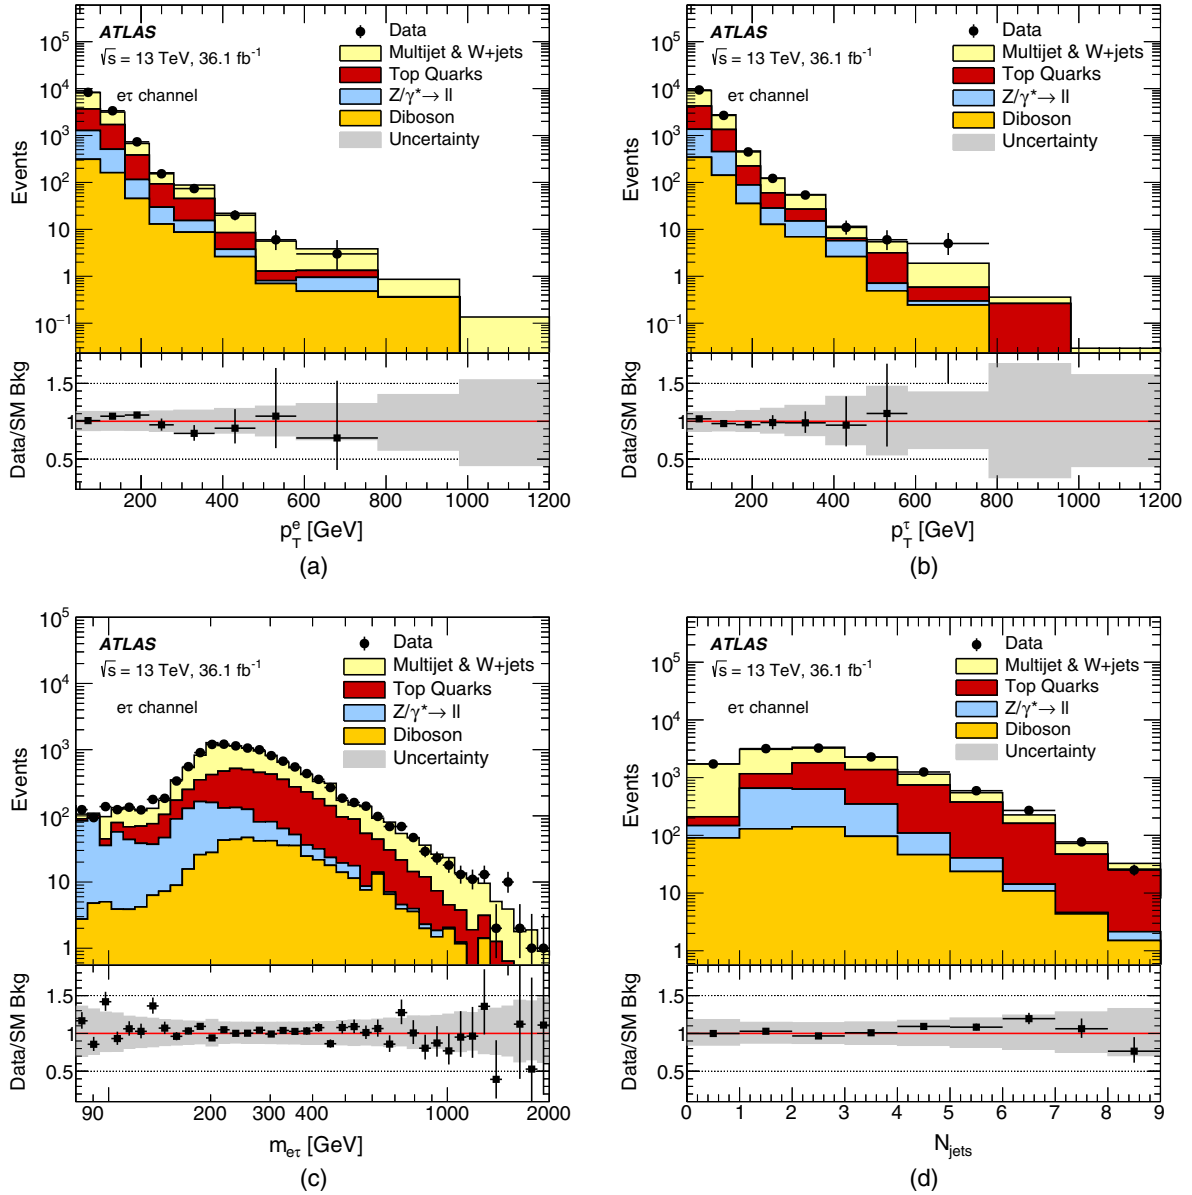 ATLAS
√s = 13 TeV, 36.1 fb⁻¹
eτ channel
Data
Multijet & W+jets
Top Quarks
Z/γ*→ ll
Diboson
Uncertainty
Events
10⁵
10⁴
10³
10²
10
1
10⁻¹
Data/SM Bkg
1.5
1
0.5
200 400 600 800 1000 1200
p_T^e [GeV]
(a)
ATLAS
√s = 13 TeV, 36.1 fb⁻¹
eτ channel
Data
Multijet & W+jets
Top Quarks
Z/γ*→ ll
Diboson
Uncertainty
Events
10⁵
10⁴
10³
10²
10
1
10⁻¹
Data/SM Bkg
1.5
1
0.5
200 400 600 800 1000 1200
p_T^τ [GeV]
(b)
ATLAS
√s = 13 TeV, 36.1 fb⁻¹
eτ channel
Data
Multijet & W+jets
Top Quarks
Z/γ*→ ll
Diboson
Uncertainty
Events
10⁵
10⁴
10³
10²
10
1
Data/SM Bkg
1.5
1
0.5
90 200 300 400 1000 2000
m_eτ [GeV]
(c)
ATLAS
√s = 13 TeV, 36.1 fb⁻¹
eτ channel
Data
Multijet & W+jets
Top Quarks
Z/γ*→ ll
Diboson
Uncertainty
Events
10⁵
10⁴
10³
10²
10
1
Data/SM Bkg
1.5
1
0.5
0 1 2 3 4 5 6 7 8 9
N_jets
(d)